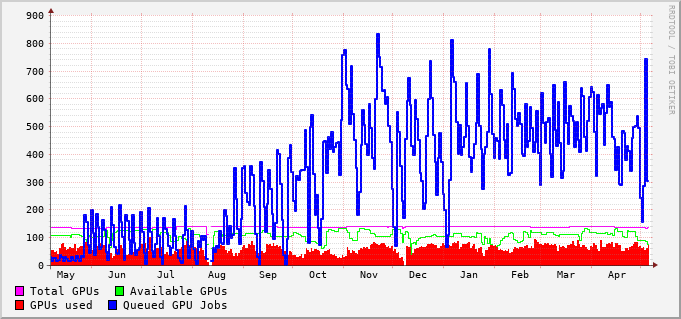 900
800
700
600
500
400
300
200
100
0
May Jun Jul Aug Sep Oct Nov Dec Jan Feb Mar Apr
Total GPUs Available GPUs
GPUs used Queued GPU Jobs
RRDTOOL / TOBI OETIKER